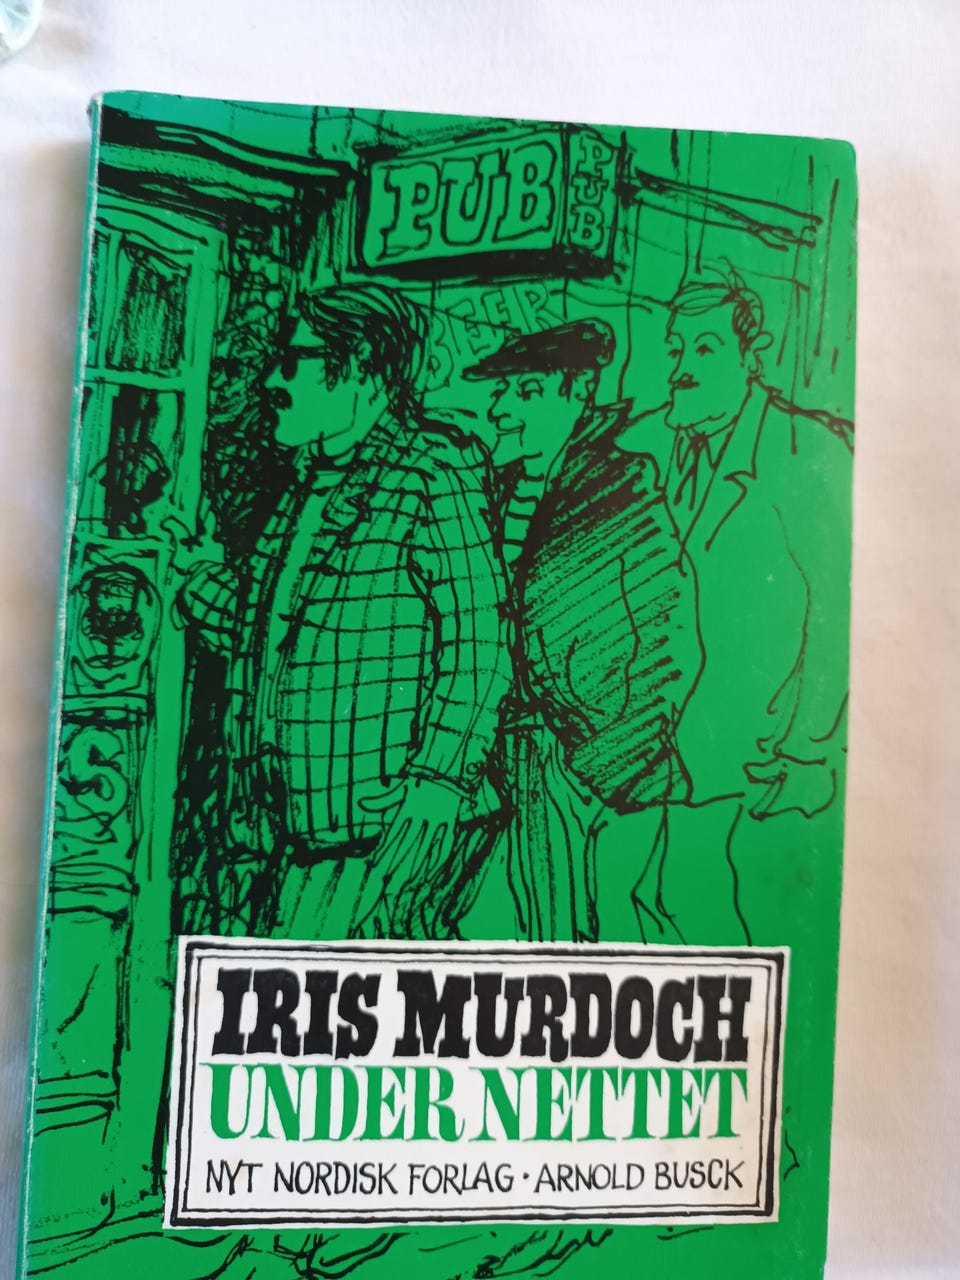 PUB
PUB
BEER
IRIS MURDOCH
UNDER NETTET
NYT NORDISK FORLAG · ARNOLD BUSCK